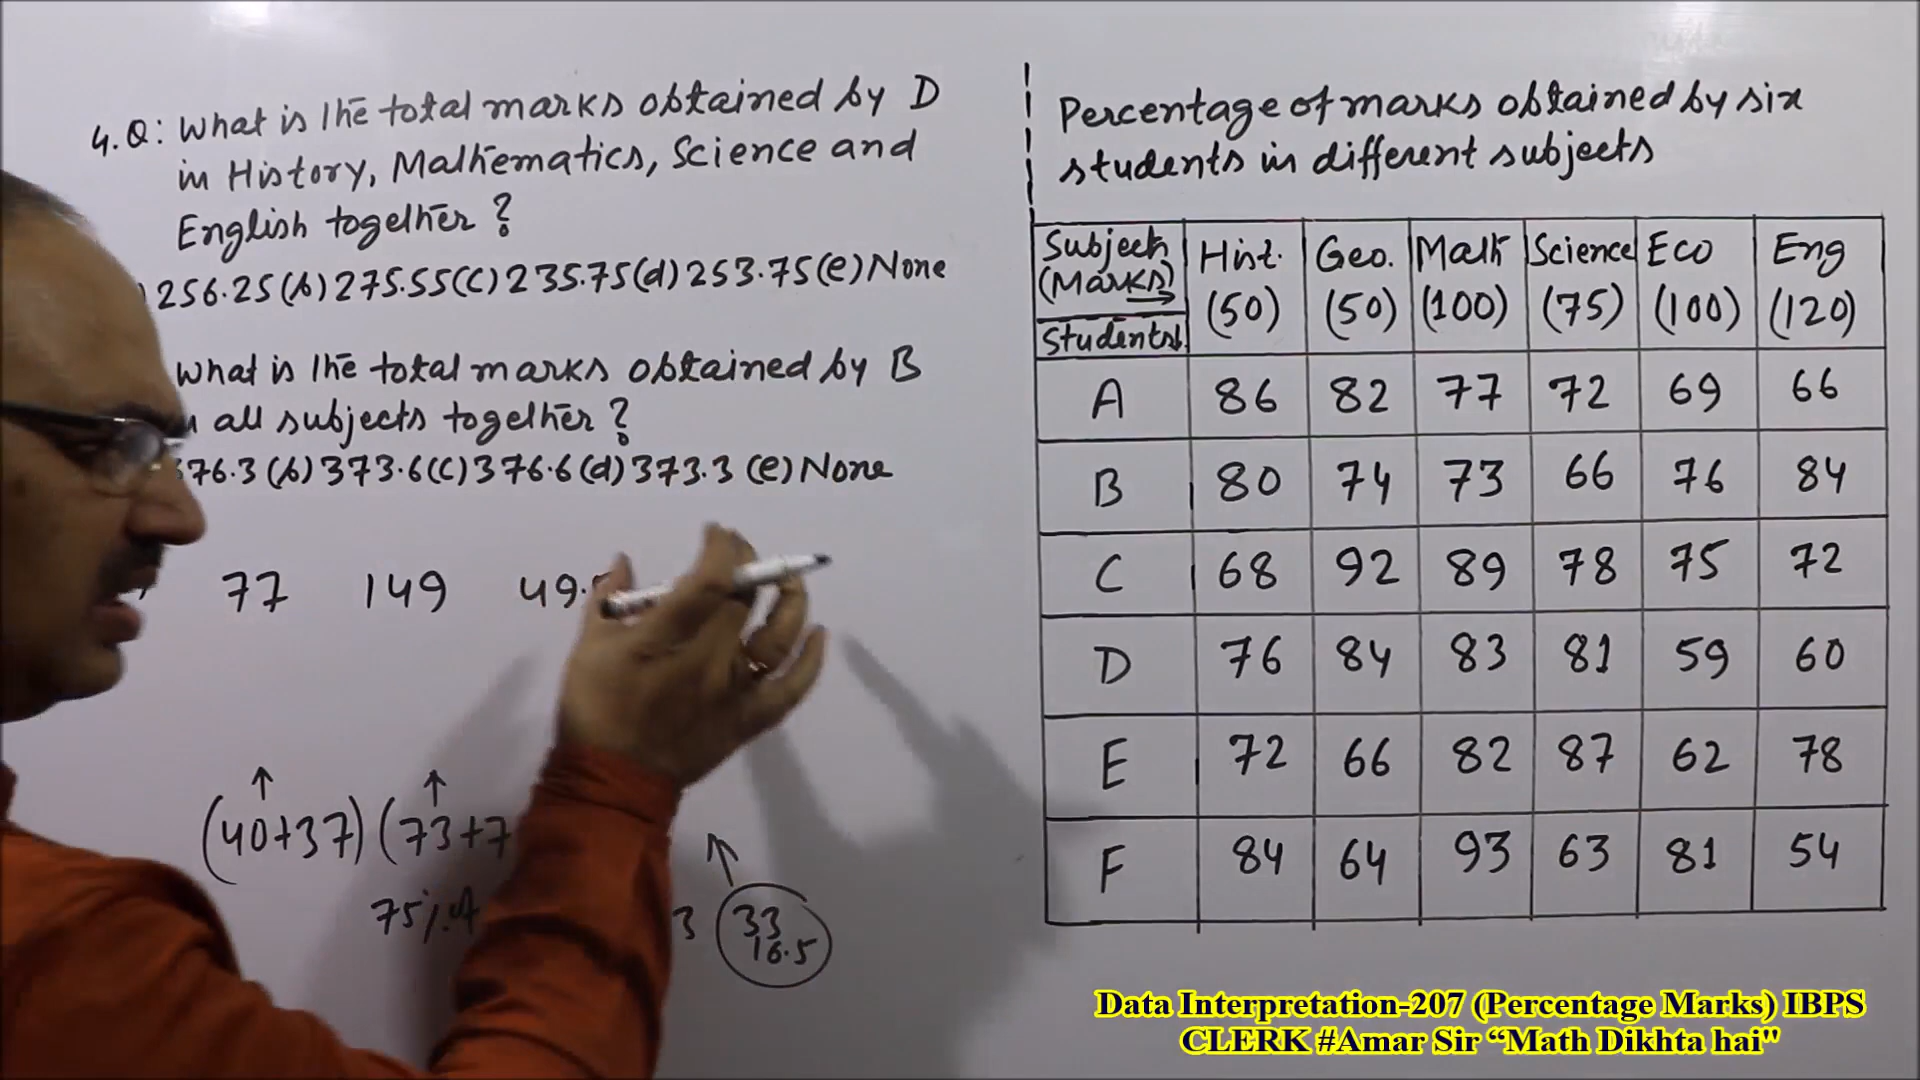 4. Q: What is the total marks obtained by D
in History, Mathematics, Science and
English together?
256.25 (b) 275.55 (c) 235.75 (d) 253.75 (e) None
What is the total marks obtained by B
all subjects together?
376.3 (b) 373.6 (c) 376.6 (d) 373.3 (e) None
77 149 49.
(40+37) (73+7
75%
3 33
16.5
Percentage of marks obtained by six
students in different subjects
Subject (Marks) → Hist. (50) Geo. (50) Math (100) Science (75) Eco (100) Eng (120)
Students↓
A 86 82 77 72 69 66
B 80 74 73 66 76 84
C 68 92 89 78 75 72
D 76 84 83 81 59 60
E 72 66 82 87 62 78
F 84 64 93 63 81 54
Data Interpretation-207 (Percentage Marks) IBPS
CLERK #Amar Sir “Math Dikhta hai"